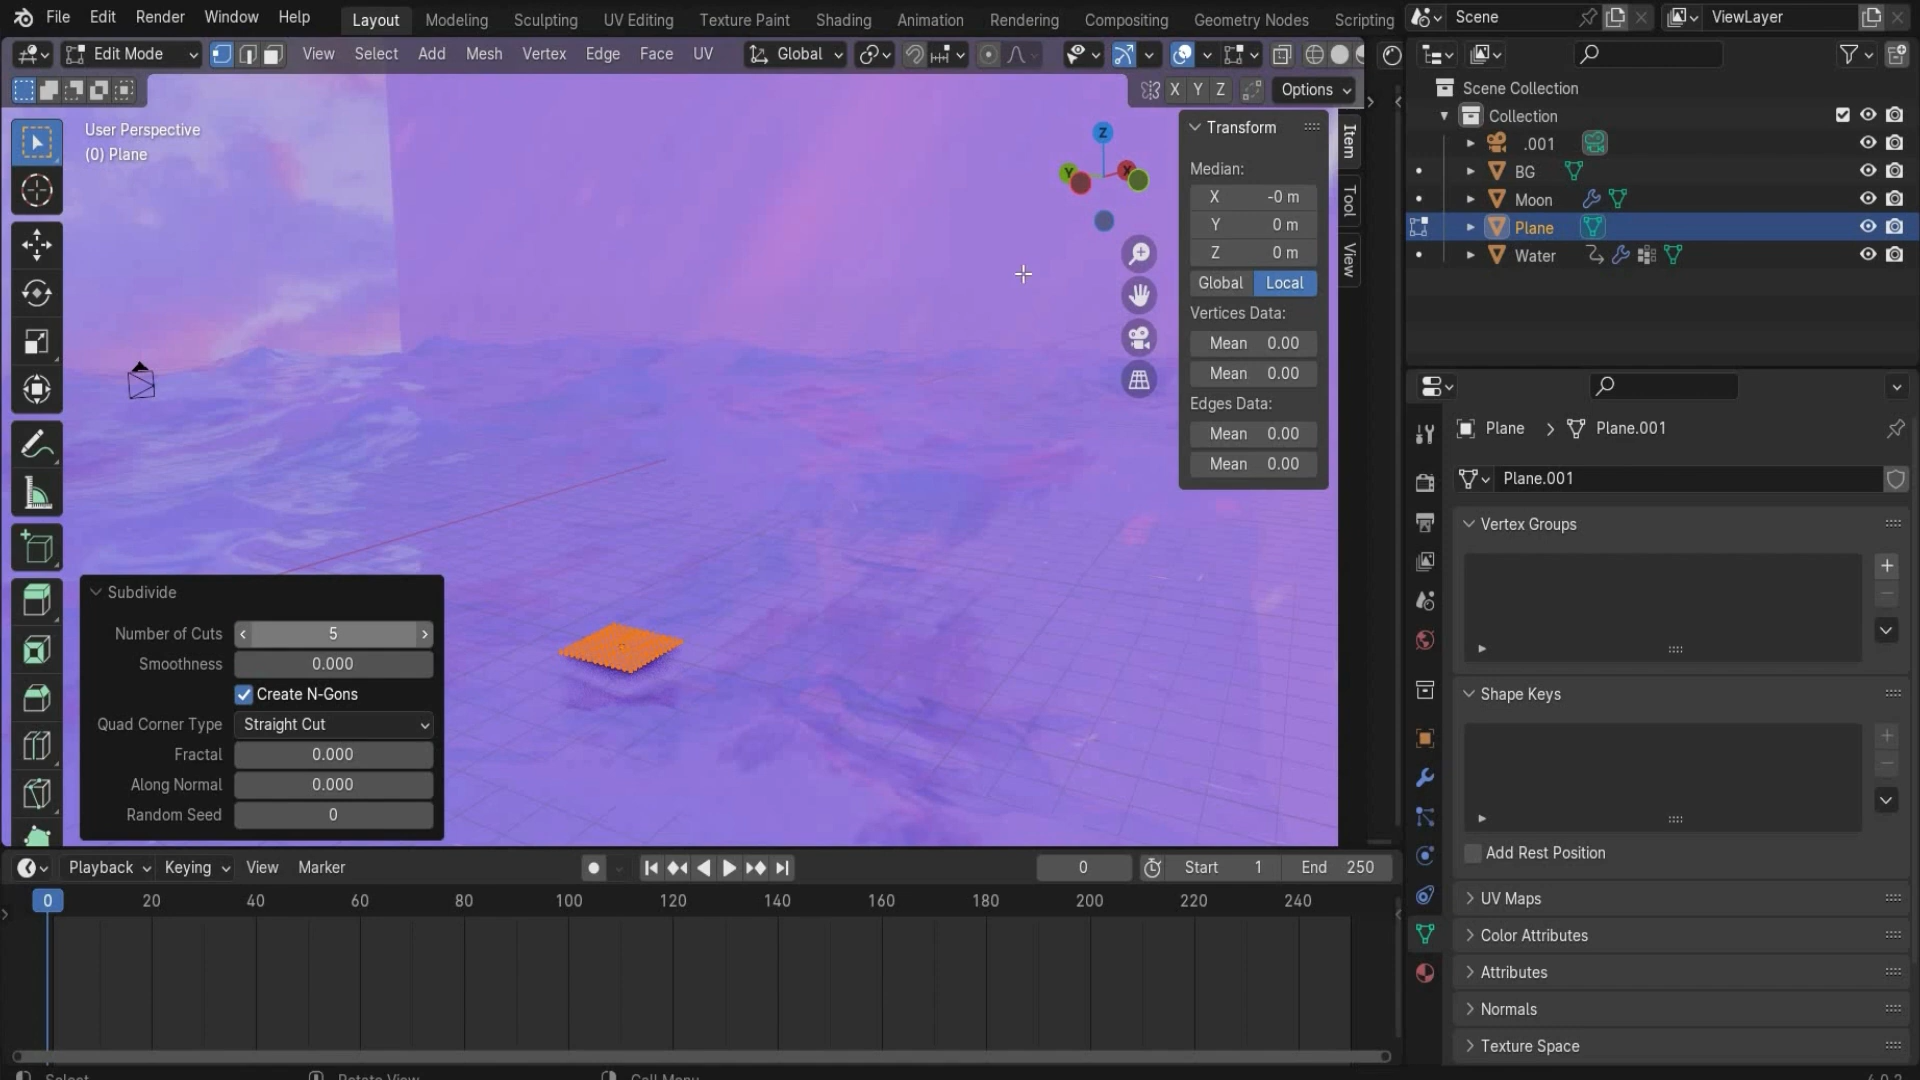 File Edit Render Window Help Layout Modeling Sculpting UV Editing Texture Paint Shading Animation Rendering Compositing Geometry Nodes Scripting Scene ViewLayer
Edit Mode View Select Add Mesh Vertex Edge Face UV Global
X Y Z Options
User Perspective
(0) Plane
Z
Y X
Transform
Median:
X -0 m
Y 0 m
Z 0 m
Global Local
Vertices Data:
Mean 0.00
Mean 0.00
Edges Data:
Mean 0.00
Mean 0.00
Item
Tool
View
Scene Collection
Collection
.001
BG
Moon
Plane
Water
Plane Plane.001
Plane.001
Vertex Groups
Shape Keys
Add Rest Position
UV Maps
Color Attributes
Attributes
Normals
Texture Space
Subdivide
Number of Cuts 5
Smoothness 0.000
Create N-Gons
Quad Corner Type Straight Cut
Fractal 0.000
Along Normal 0.000
Random Seed 0
Playback Keying View Marker 0 Start 1 End 250
0 20 40 60 80 100 120 140 160 180 200 220 240
Select Rotate View Call Menu